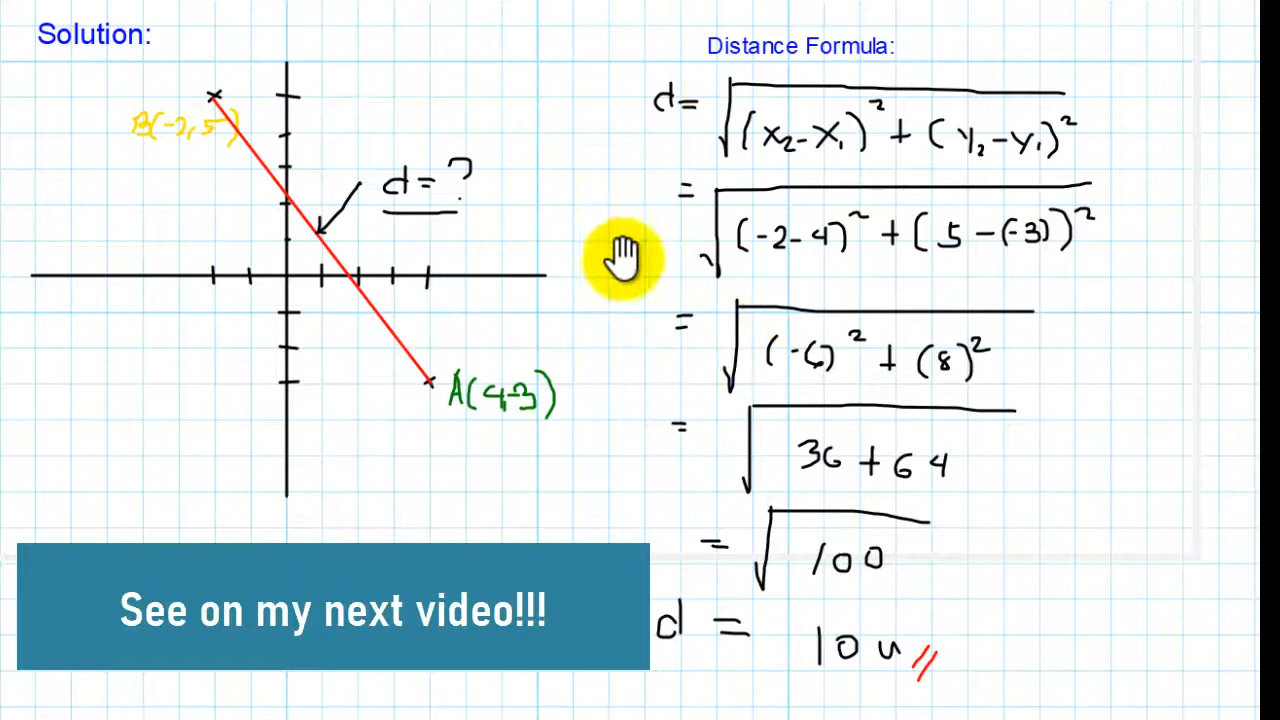 Solution:
B(-2,5)
d = ?
A(4,-3)
See on my next video!!!
Distance Formula:
d = √(x₂-x₁)² + (y₂-y₁)²
= √(-2-4)² + (5-(-3))²
= √(-6)² + (8)²
= √36+64
= √100
d = 10 u